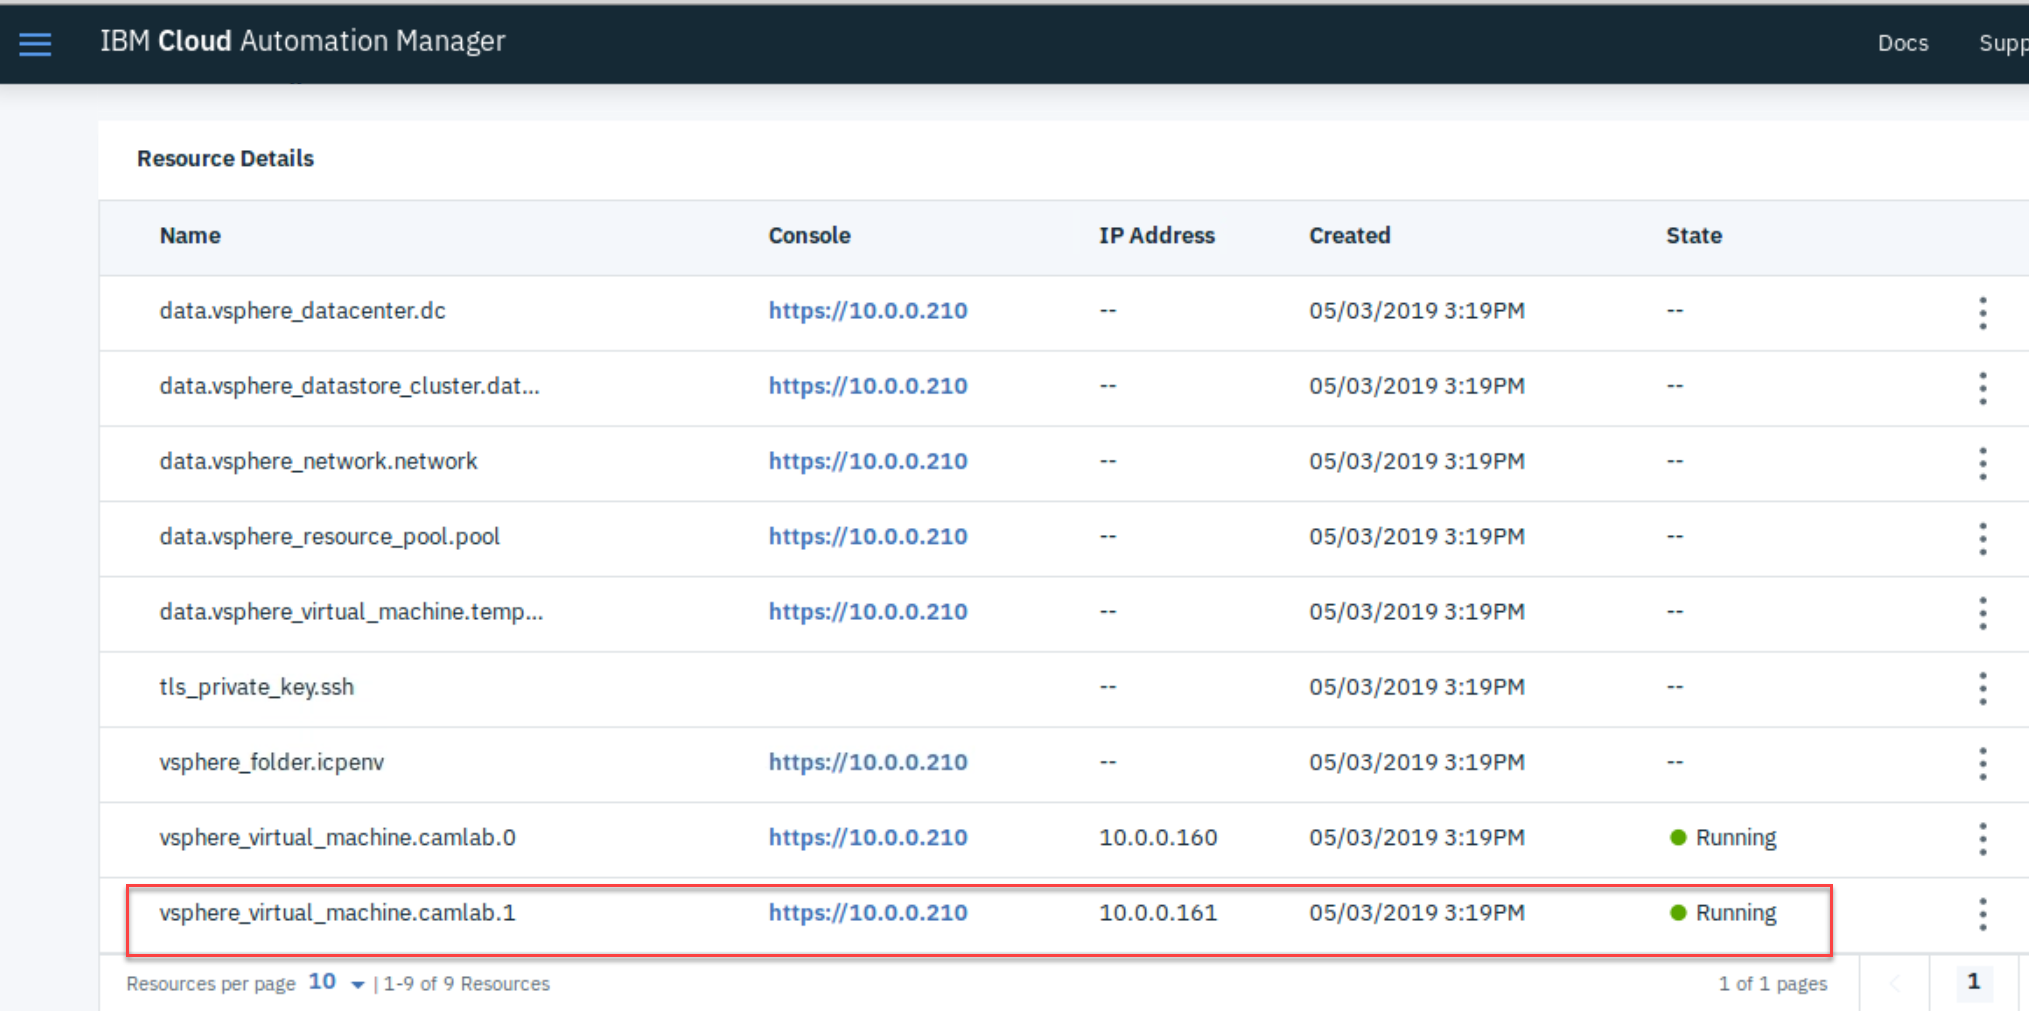 IBM Cloud Automation Manager Docs Supp
Resource Details
Name Console IP Address Created State
data.vsphere_datacenter.dc https://10.0.0.210 -- 05/03/2019 3:19PM --
data.vsphere_datastore_cluster.dat... https://10.0.0.210 -- 05/03/2019 3:19PM --
data.vsphere_network.network https://10.0.0.210 -- 05/03/2019 3:19PM --
data.vsphere_resource_pool.pool https://10.0.0.210 -- 05/03/2019 3:19PM --
data.vsphere_virtual_machine.temp... https://10.0.0.210 -- 05/03/2019 3:19PM --
tls_private_key.ssh -- 05/03/2019 3:19PM --
vsphere_folder.icpenv https://10.0.0.210 -- 05/03/2019 3:19PM --
vsphere_virtual_machine.camlab.0 https://10.0.0.210 10.0.0.160 05/03/2019 3:19PM Running
vsphere_virtual_machine.camlab.1 https://10.0.0.210 10.0.0.161 05/03/2019 3:19PM Running
Resources per page 10 | 1-9 of 9 Resources 1 of 1 pages 1